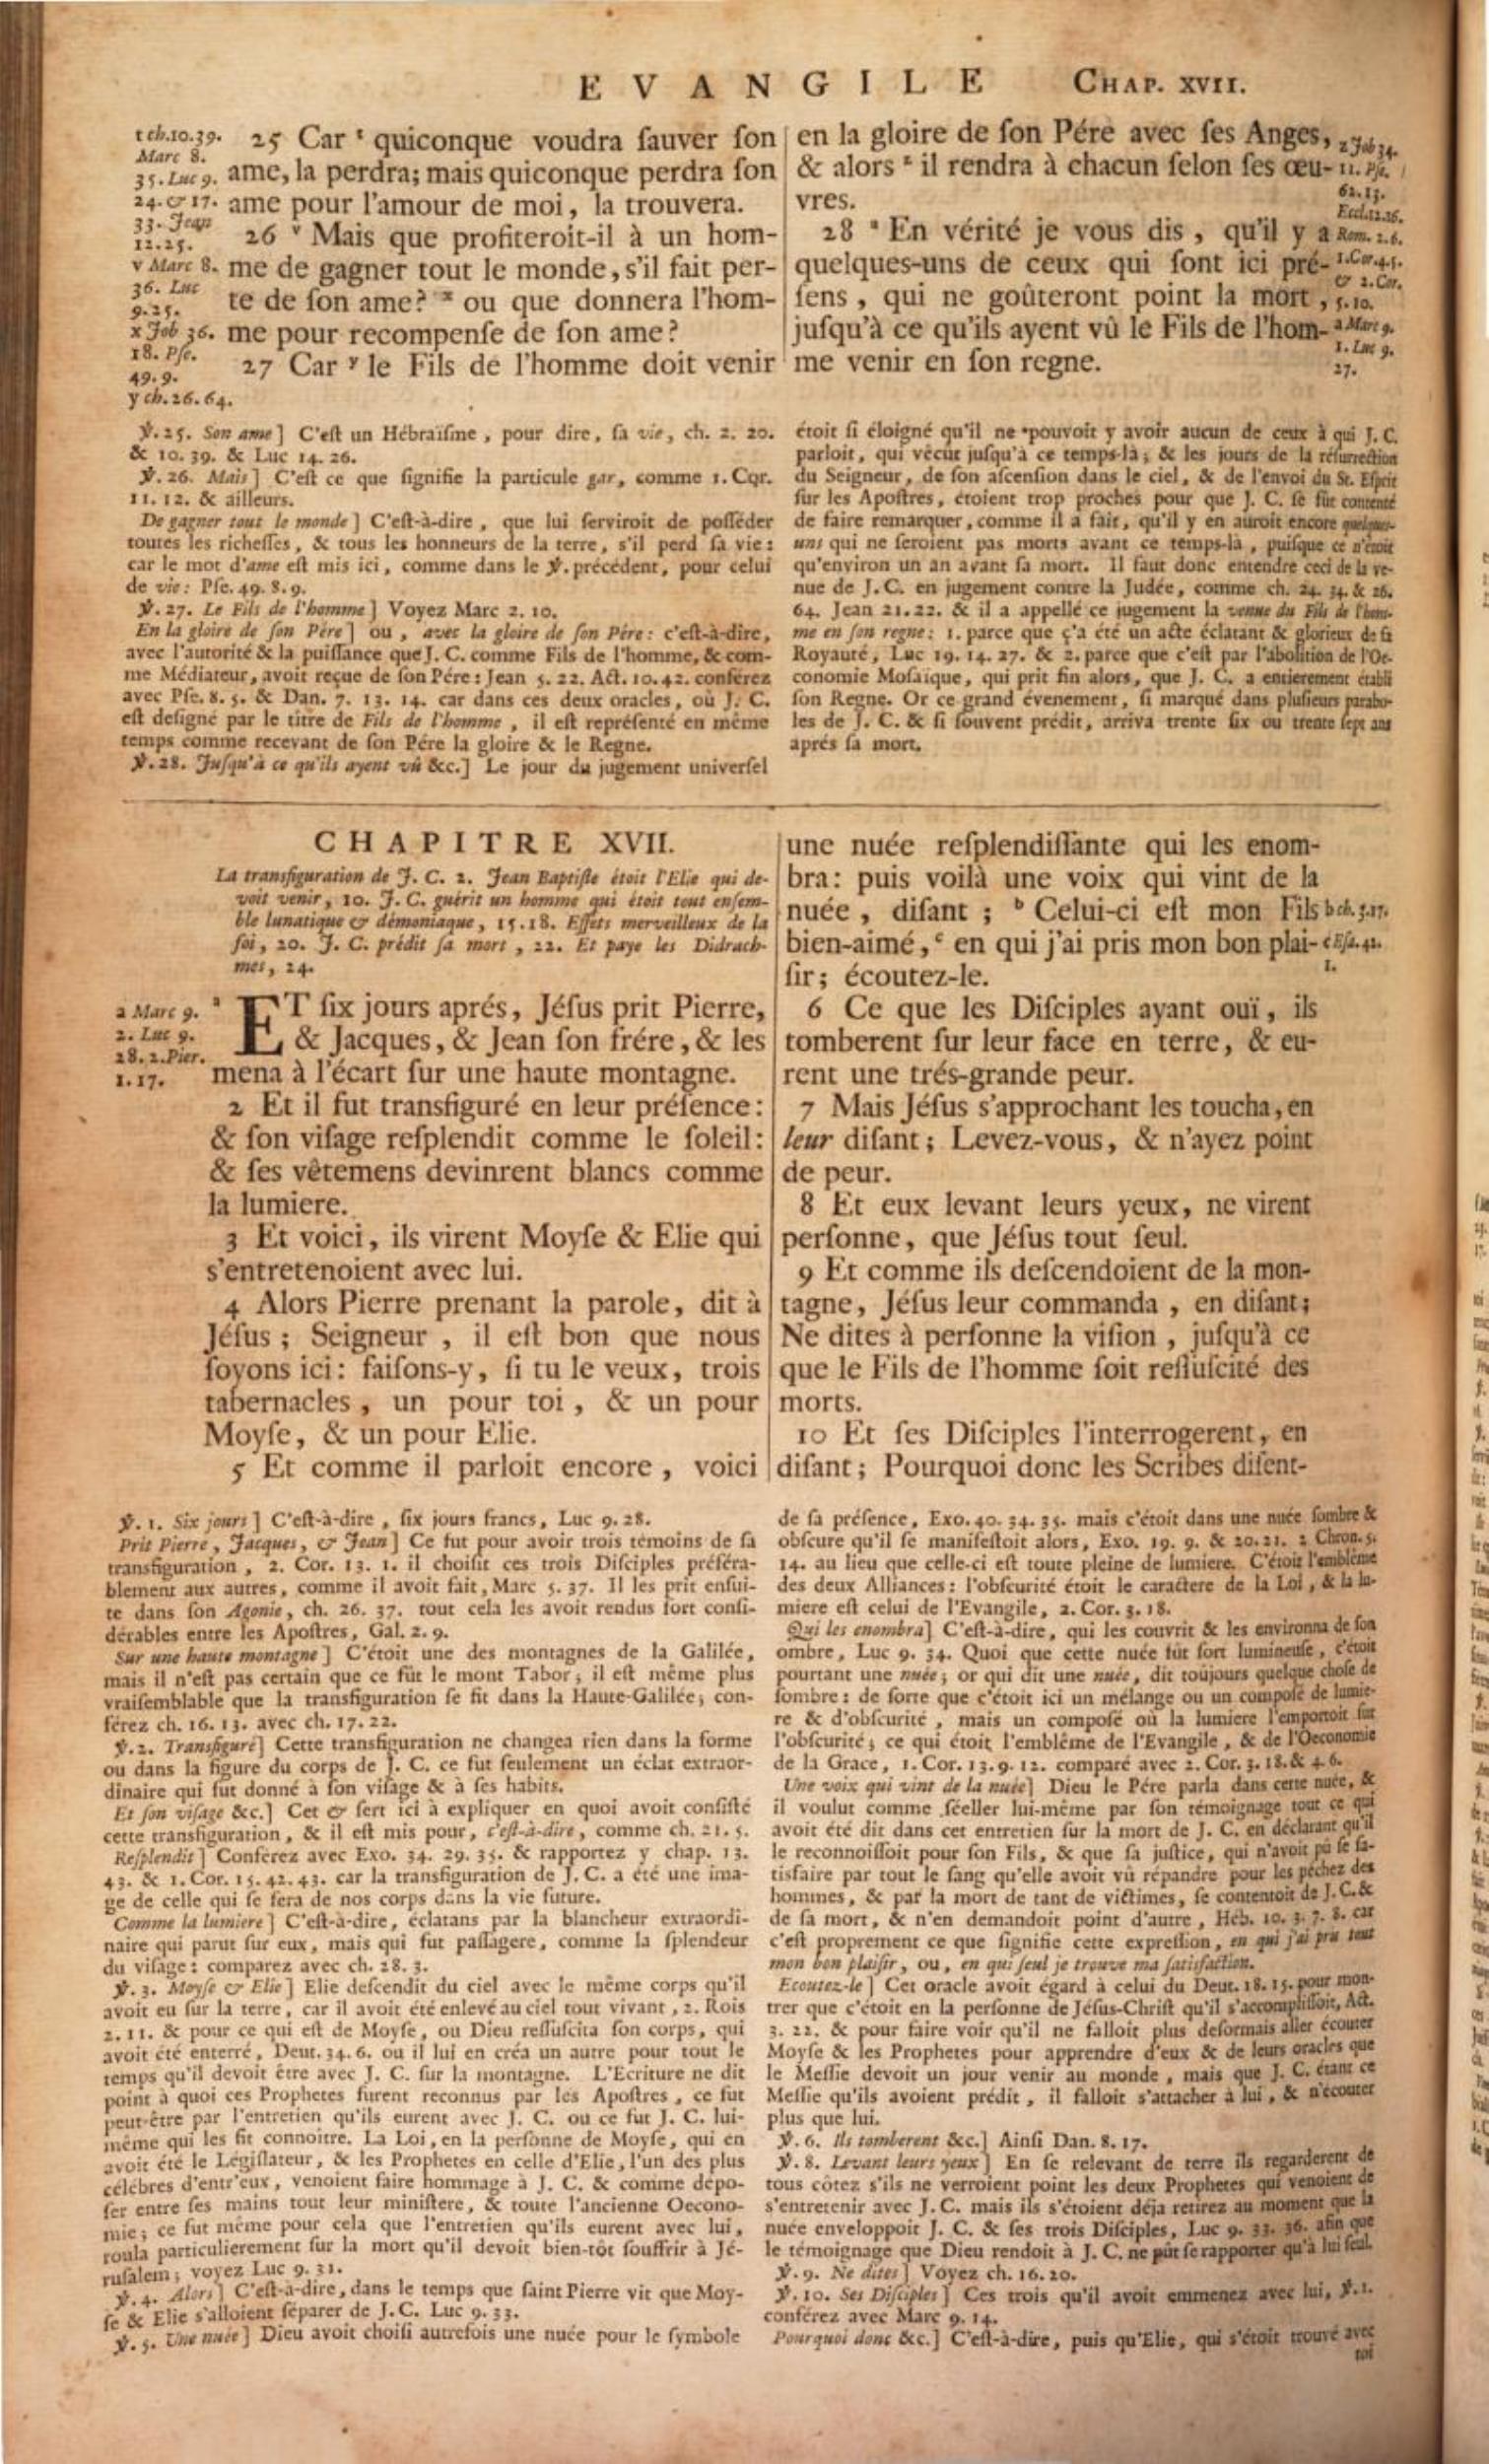 EVANGILE CHAP. XVII.
t ch.10.39.
Marc 8.
35. Luc 9.
24. & 17.
33. Jean
12.25.
v Marc 8.
36. Luc
9.25.
x Job 36.
18. Pse.
49.9.
y ch.26.64.
25 Car ᵗ quiconque voudra ſauver ſon
ame, la perdra; mais quiconque perdra ſon
ame pour l'amour de moi, la trouvera.
26 ᵛ Mais que profiteroit-il à un hom-
me de gagner tout le monde, s'il fait per-
te de ſon ame? ˣ ou que donnera l'hom-
me pour recompenſe de ſon ame?
27 Car ʸ le Fils de l'homme doit venir
en la gloire de ſon Pére avec ſes Anges,
& alors ᶻ il rendra à chacun ſelon ſes œu-
vres.
28 ᵃ En vérité je vous dis, qu'il y a
quelques-uns de ceux qui ſont ici pré-
ſens, qui ne goûteront point la mort,
juſqu'à ce qu'ils ayent vû le Fils de l'hom-
me venir en ſon regne.
z Job 34.
11. Pſe.
62.13.
Eccl.12.16.
Rom. 2.6.
1.Cor.4.5.
& 2.Cor.
5.10.
a Marc 9.
1. Luc 9.
27.
℣.25. Son ame] C'eſt un Hébraïſme, pour dire, ſa vie, ch. 2. 20.
& 10. 39. & Luc 14. 26.
℣.26. Mais] C'eſt ce que ſignifie la particule gar, comme 1. Cor.
11. 12. & ailleurs.
De gagner tout le monde] C'eſt-à-dire, que lui ſerviroit de poſſéder
toutes les richeſſes, & tous les honneurs de la terre, s'il perd ſa vie:
car le mot d'ame eſt mis ici, comme dans le ℣. précédent, pour celui
de vie: Pſe. 49. 8. 9.
℣.27. Le Fils de l'homme] Voyez Marc 2. 10.
En la gloire de ſon Pére] ou, avec la gloire de ſon Pére: c'eſt-à-dire,
avec l'autorité & la puiſſance que J. C. comme Fils de l'homme, & com-
me Médiateur, avoit reçue de ſon Pére: Jean 5. 22. Act. 10. 42. conférez
avec Pſe. 8. 5. & Dan. 7. 13. 14. car dans ces deux oracles, où J. C.
eſt deſigné par le titre de Fils de l'homme, il eſt repréſenté en même
temps comme recevant de ſon Pére la gloire & le Regne.
℣.28. Juſqu'à ce qu'ils ayent vû &c.] Le jour du jugement univerſel
étoit ſi éloigné qu'il ne pouvoit y avoir aucun de ceux à qui J. C.
parloit, qui vécût juſqu'à ce temps-là; & les jours de la réſurrection
du Seigneur, de ſon aſcenſion dans le ciel, & de l'envoi du St. Eſprit
ſur les Apoſtres, étoient trop proches pour que J. C. ſe fût contenté
de faire remarquer, comme il a fait, qu'il y en auroit encore quelques-
uns qui ne ſeroient pas morts avant ce temps-là, puiſque ce n'étoit
qu'environ un an avant ſa mort. Il faut donc entendre ceci de la ve-
nue de J. C. en jugement contre la Judée, comme ch. 24. 34. & 26.
64. Jean 21. 22. & il a appellé ce jugement la venue du Fils de l'hom-
me en ſon regne: 1. parce que ç'a été un acte éclatant & glorieux de ſa
Royauté, Luc 19. 14. 27. & 2. parce que c'eſt par l'abolition de l'Oe-
conomie Moſaïque, qui prit fin alors, que J. C. a entierement établi
ſon Regne. Or ce grand évenement, ſi marqué dans pluſieurs parabo-
les de J. C. & ſi ſouvent prédit, arriva trente ſix ou trente ſept ans
aprés ſa mort.
CHAPITRE XVII.
La transfiguration de J. C. 2. Jean Baptiſte étoit l'Elie qui de-
voit venir, 10. J. C. guérit un homme qui étoit tout enſem-
ble lunatique & démoniaque, 15.18. Effets merveilleux de la
foi, 20. J. C. prédit ſa mort, 22. Et paye les Didrach-
mes, 24.
a Marc 9.
2. Luc 9.
28. 2. Pier.
1. 17.
ᵃ ET ſix jours aprés, Jéſus prit Pierre,
& Jacques, & Jean ſon frére, & les
mena à l'écart ſur une haute montagne.
2 Et il fut transfiguré en leur préſence:
& ſon viſage reſplendit comme le ſoleil:
& ſes vêtemens devinrent blancs comme
la lumiere.
3 Et voici, ils virent Moyſe & Elie qui
s'entretenoient avec lui.
4 Alors Pierre prenant la parole, dit à
Jéſus; Seigneur, il eſt bon que nous
ſoyons ici: faiſons-y, ſi tu le veux, trois
tabernacles, un pour toi, & un pour
Moyſe, & un pour Elie.
5 Et comme il parloit encore, voici
une nuée reſplendiſſante qui les enom-
bra: puis voilà une voix qui vint de la
nuée, diſant; ᵇ Celui-ci eſt mon Fils
bien-aimé, ᶜ en qui j'ai pris mon bon plai-
ſir; écoutez-le.
6 Ce que les Diſciples ayant ouï, ils
tomberent ſur leur face en terre, & eu-
rent une trés-grande peur.
7 Mais Jéſus s'approchant les toucha, en
leur diſant; Levez-vous, & n'ayez point
de peur.
8 Et eux levant leurs yeux, ne virent
perſonne, que Jéſus tout ſeul.
9 Et comme ils deſcendoient de la mon-
tagne, Jéſus leur commanda, en diſant;
Ne dites à perſonne la viſion, juſqu'à ce
que le Fils de l'homme ſoit reſſuſcité des
morts.
10 Et ſes Diſciples l'interrogerent, en
diſant; Pourquoi donc les Scribes diſent-
b ch. 3.17.
c Eſa. 42.
1.
℣. 1. Six jours] C'eſt-à-dire, ſix jours francs, Luc 9. 28.
Prit Pierre, Jacques, & Jean] Ce fut pour avoir trois témoins de ſa
transfiguration, 2. Cor. 13. 1. il choiſit ces trois Diſciples préféra-
blement aux autres, comme il avoit fait, Marc 5. 37. Il les prit enſui-
te dans ſon Agonie, ch. 26. 37. tout cela les avoit rendus fort conſi-
dérables entre les Apoſtres, Gal. 2. 9.
Sur une haute montagne] C'étoit une des montagnes de la Galilée,
mais il n'eſt pas certain que ce fût le mont Tabor; il eſt même plus
vraiſemblable que la transfiguration ſe fit dans la Haute-Galilée; con-
férez ch. 16. 13. avec ch. 17. 22.
℣.2. Transfiguré] Cette transfiguration ne changea rien dans la forme
ou dans la figure du corps de J. C. ce fut ſeulement un éclat extraor-
dinaire qui fut donné à ſon viſage & à ſes habits.
Et ſon viſage &c.] Cet & ſert ici à expliquer en quoi avoit conſiſté
cette transfiguration, & il eſt mis pour, c'eſt-à-dire, comme ch. 21. 5.
Reſplendit] Conférez avec Exo. 34. 29. 35. & rapportez y chap. 13.
43. & 1. Cor. 15. 42. 43. car la transfiguration de J. C. a été une ima-
ge de celle qui ſe fera de nos corps dans la vie future.
Comme la lumiere] C'eſt-à-dire, éclatans par la blancheur extraordi-
naire qui parut ſur eux, mais qui fut paſſagere, comme la ſplendeur
du viſage: comparez avec ch. 28. 3.
℣. 3. Moyſe & Elie] Elie deſcendit du ciel avec le même corps qu'il
avoit eu ſur la terre, car il avoit été enlevé au ciel tout vivant, 2. Rois
2. 11. & pour ce qui eſt de Moyſe, ou Dieu reſſuſcita ſon corps, qui
avoit été enterré, Deut. 34. 6. ou il lui en créa un autre pour tout le
temps qu'il devoit être avec J. C. ſur la montagne. L'Ecriture ne dit
point à quoi ces Prophetes furent reconnus par les Apoſtres, ce fut
peut-être par l'entretien qu'ils eurent avec J. C. ou ce fut J. C. lui-
même qui les fit connoitre. La Loi, en la perſonne de Moyſe, qui en
avoit été le Légiſlateur, & les Prophetes en celle d'Elie, l'un des plus
célébres d'entr'eux, venoient faire hommage à J. C. & comme dépo-
ſer entre ſes mains tout leur miniſtere, & toute l'ancienne Oecono-
mie; ce fut même pour cela que l'entretien qu'ils eurent avec lui,
roula particulierement ſur la mort qu'il devoit bien-tôt ſouffrir à Jé-
ruſalem; voyez Luc 9. 31.
℣. 4. Alors] C'eſt-à-dire, dans le temps que ſaint Pierre vit que Moy-
ſe & Elie s'alloient ſéparer de J. C. Luc 9. 33.
℣. 5. Une nuée] Dieu avoit choiſi autrefois une nuée pour le ſymbole
de ſa préſence, Exo. 40. 34. 35. mais c'étoit dans une nuée ſombre &
obſcure qu'il ſe manifeſtoit alors, Exo. 19. 9. & 20. 21. 2 Chron. 5.
14. au lieu que celle-ci eſt toute pleine de lumiere. C'étoit l'emblême
des deux Alliances: l'obſcurité étoit le caractere de la Loi, & la lu-
miere eſt celui de l'Evangile, 2. Cor. 3. 18.
Qui les enombra] C'eſt-à-dire, qui les couvrit & les environna de ſon
ombre, Luc 9. 34. Quoi que cette nuée fût fort lumineuſe, c'étoit
pourtant une nuée; or qui dit une nuée, dit toûjours quelque choſe de
ſombre: de ſorte que c'étoit ici un mélange ou un compoſé de lumie-
re & d'obſcurité, mais un compoſé où la lumiere l'emportoit ſur
l'obſcurité; ce qui étoit l'emblême de l'Evangile, & de l'Oeconomie
de la Grace, 1. Cor. 13. 9. 12. comparé avec 2. Cor. 3. 18. & 4. 6.
Une voix qui vint de la nuée] Dieu le Pére parla dans cette nuée, &
il voulut comme ſéeller lui-même par ſon témoignage tout ce qui
avoit été dit dans cet entretien ſur la mort de J. C. en déclarant qu'il
le reconnoiſſoit pour ſon Fils, & que ſa juſtice, qui n'avoit pû ſe ſa-
tisfaire par tout le ſang qu'elle avoit vû répandre pour les péchez des
hommes, & par la mort de tant de victimes, ſe contentoit de J. C. &
de ſa mort, & n'en demandoit point d'autre, Héb. 10. 3. 7. 8. car
c'eſt proprement ce que ſignifie cette expreſſion, en qui j'ai pris tout
mon bon plaiſir, ou, en qui ſeul je trouve ma ſatisfaction.
Ecoutez-le] Cet oracle avoit égard à celui du Deut. 18. 15. pour mon-
trer que c'étoit en la perſonne de Jéſus-Chriſt qu'il s'accompliſſoit, Act.
3. 22. & pour faire voir qu'il ne falloit plus deſormais aller écouter
Moyſe & les Prophetes pour apprendre d'eux & de leurs oracles que
le Meſſie devoit un jour venir au monde, mais que J. C. étant ce
Meſſie qu'ils avoient prédit, il falloit s'attacher à lui, & n'écouter
plus que lui.
℣. 6. Ils tomberent &c.] Ainſi Dan. 8. 17.
℣. 8. Levant leurs yeux] En ſe relevant de terre ils regarderent de
tous côtez s'ils ne verroient point les deux Prophetes qui venoient de
s'entretenir avec J. C. mais ils s'étoient déja retirez au moment que la
nuée enveloppoit J. C. & ſes trois Diſciples, Luc 9. 33. 36. afin que
le témoignage que Dieu rendoit à J. C. ne pût ſe rapporter qu'à lui ſeul.
℣. 9. Ne dites] Voyez ch. 16. 20.
℣. 10. Ses Diſciples] Ces trois qu'il avoit emmenez avec lui, ℣. 1.
conférez avec Marc 9. 14.
Pourquoi donc &c.] C'eſt-à-dire, puis qu'Elie, qui s'étoit trouvé avec
toi